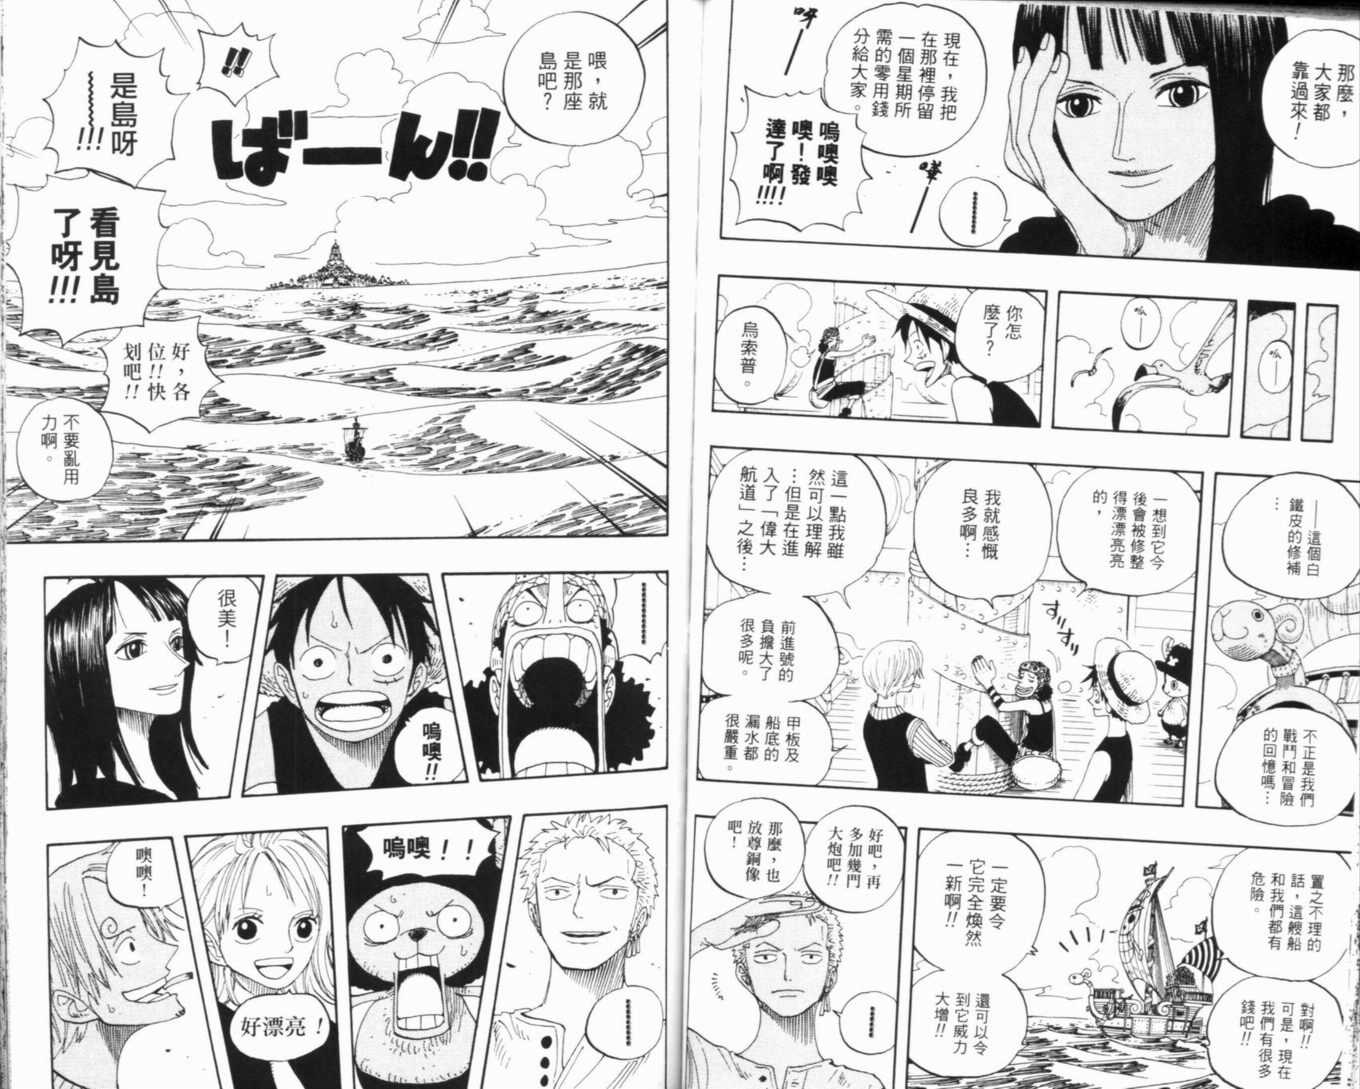 那麼，
大家都
靠過來！
現在，我把
在那裡停留
一個星期所
需的零用錢
分給大家。
呀
嗚噢噢
噢！發
達了啊!!!!
嘩
…………
呱
呱
你怎
麼了？
烏索普。
——這個白
鐵皮的修補
…
不正是我們
戰鬥和冒險
的回憶嗎…
一想到它今
後會被修整
得漂漂亮亮
的，
我就感慨
良多啊…
這一點我雖
然可以理解
…但是在進
入了「偉大
航道」之後…
すりすり
前進號的
負擔大了
很多呢。
甲板及
船底的
漏水都
很嚴重。
置之不理的
話，這艘船
和我們都有
危險。
對啊!!
可是，現在
我們有很多
錢吧!!
一定要令
它完全煥然
一新啊!!
還可以令
到它威力
大增!!
好吧，再
多加幾門
大炮吧!!
那麼，也
放尊銅像
吧！
…………
喂，就
是那座
島吧？
!!
ばーん!!
是島呀
～～～!!!
看見島
了呀!!!
好，各
位!!快
划吧!!
不要亂用
力啊。
…………
嗚噢!!
很美！
…………
嗚噢！！
好漂亮！
噢噢！